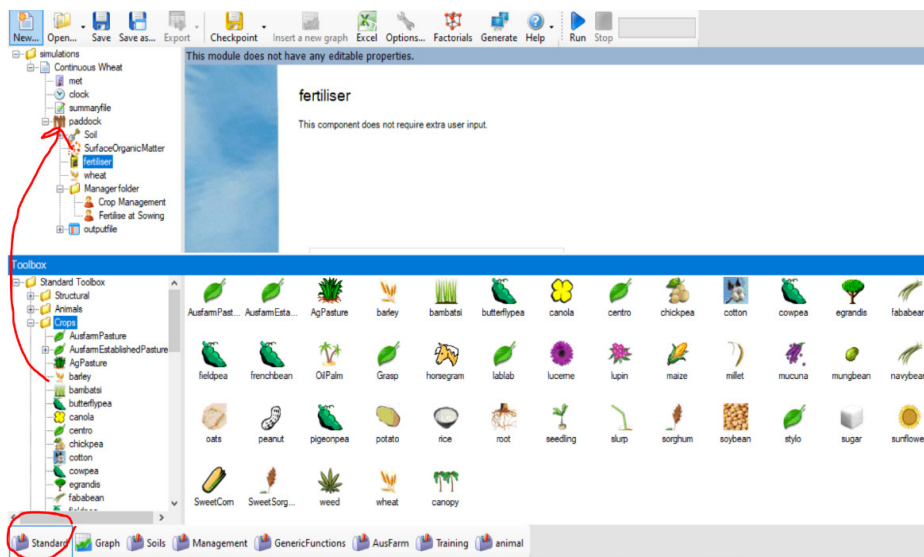 New... Open... Save Save as... Export Checkpoint Insert a new graph Excel Options... Factorials Generate Help Run Stop
simulations
Continuous Wheat
met
clock
summaryfile
paddock
Soil
SurfaceOrganicMatter
fertiliser
wheat
Manager folder
Crop Management
Fertilise at Sowing
outputfile
This module does not have any editable properties.
fertiliser
This component does not require extra user input.
Toolbox
Standard Toolbox
Structural
Animals
Crops
AusfarmPasture
AusfarmEstablishedPasture
AgPasture
barley
bambatsi
butterflypea
canola
centro
chickpea
cotton
cowpea
egrandis
fababean
AusfarmPast... AusfarmEsta... AgPasture barley bambatsi butterflypea canola centro chickpea cotton cowpea egrandis fababean
fieldpea frenchbean OilPalm Grasp horsegram lablab lucerne lupin maize millet mucuna mungbean navybean
oats peanut pigeonpea potato rice root seedling slurp sorghum soybean stylo sugar sunflowe
SweetCorn SweetSorg... weed wheat canopy
Standard Graph Soils Management GenericFunctions AusFarm Training animal